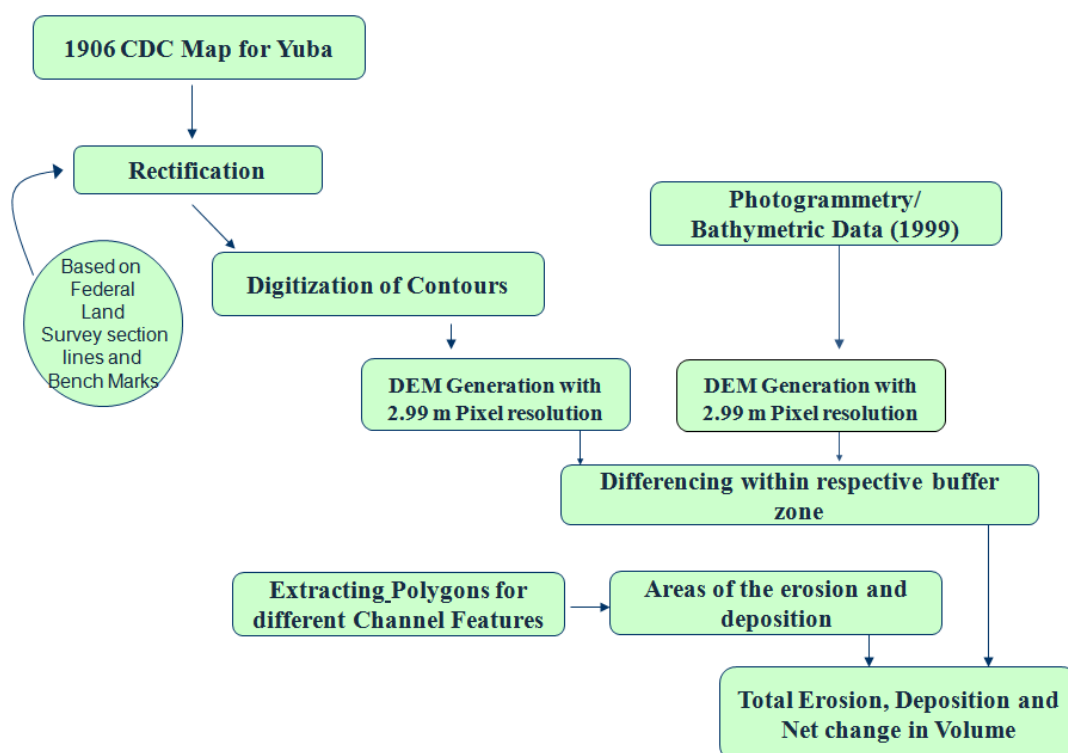 1906 CDC Map for Yuba
Rectification
Based on
Federal
Land
Survey section
lines and
Bench Marks
Digitization of Contours
Photogrammetry/
Bathymetric Data (1999)
DEM Generation with
2.99 m Pixel resolution
DEM Generation with
2.99 m Pixel resolution
Differencing within respective buffer
zone
Extracting Polygons for
different Channel Features
Areas of the erosion and
deposition
Total Erosion, Deposition and
Net change in Volume